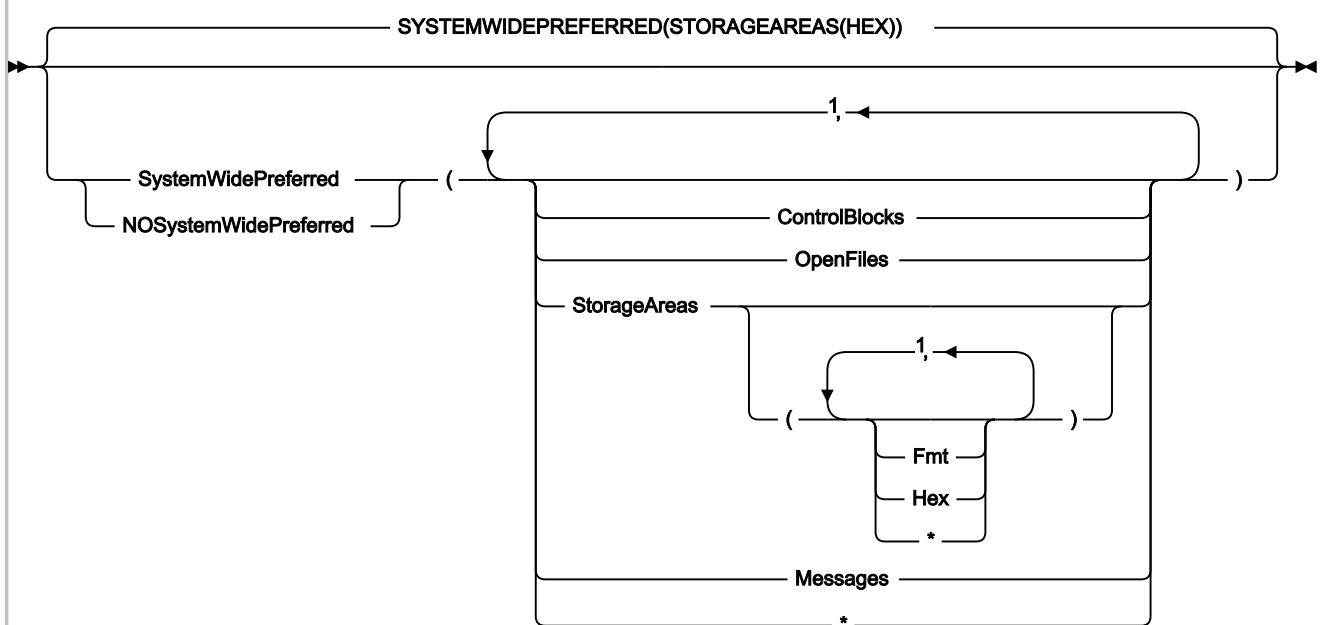 SYSTEMWIDEPREFERRED(STORAGEAREAS(HEX))
1,
SystemWidePreferred ( )
NOSystemWidePreferred
ControlBlocks
OpenFiles
StorageAreas
1,
( )
Fmt
Hex
*
Messages
*